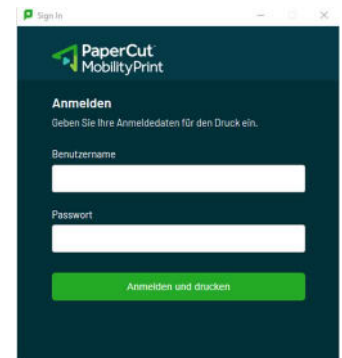 Sign In
PaperCut
MobilityPrint
Anmelden
Geben Sie Ihre Anmeldedaten für den Druck ein.
Benutzername
Passwort
Anmelden und drucken